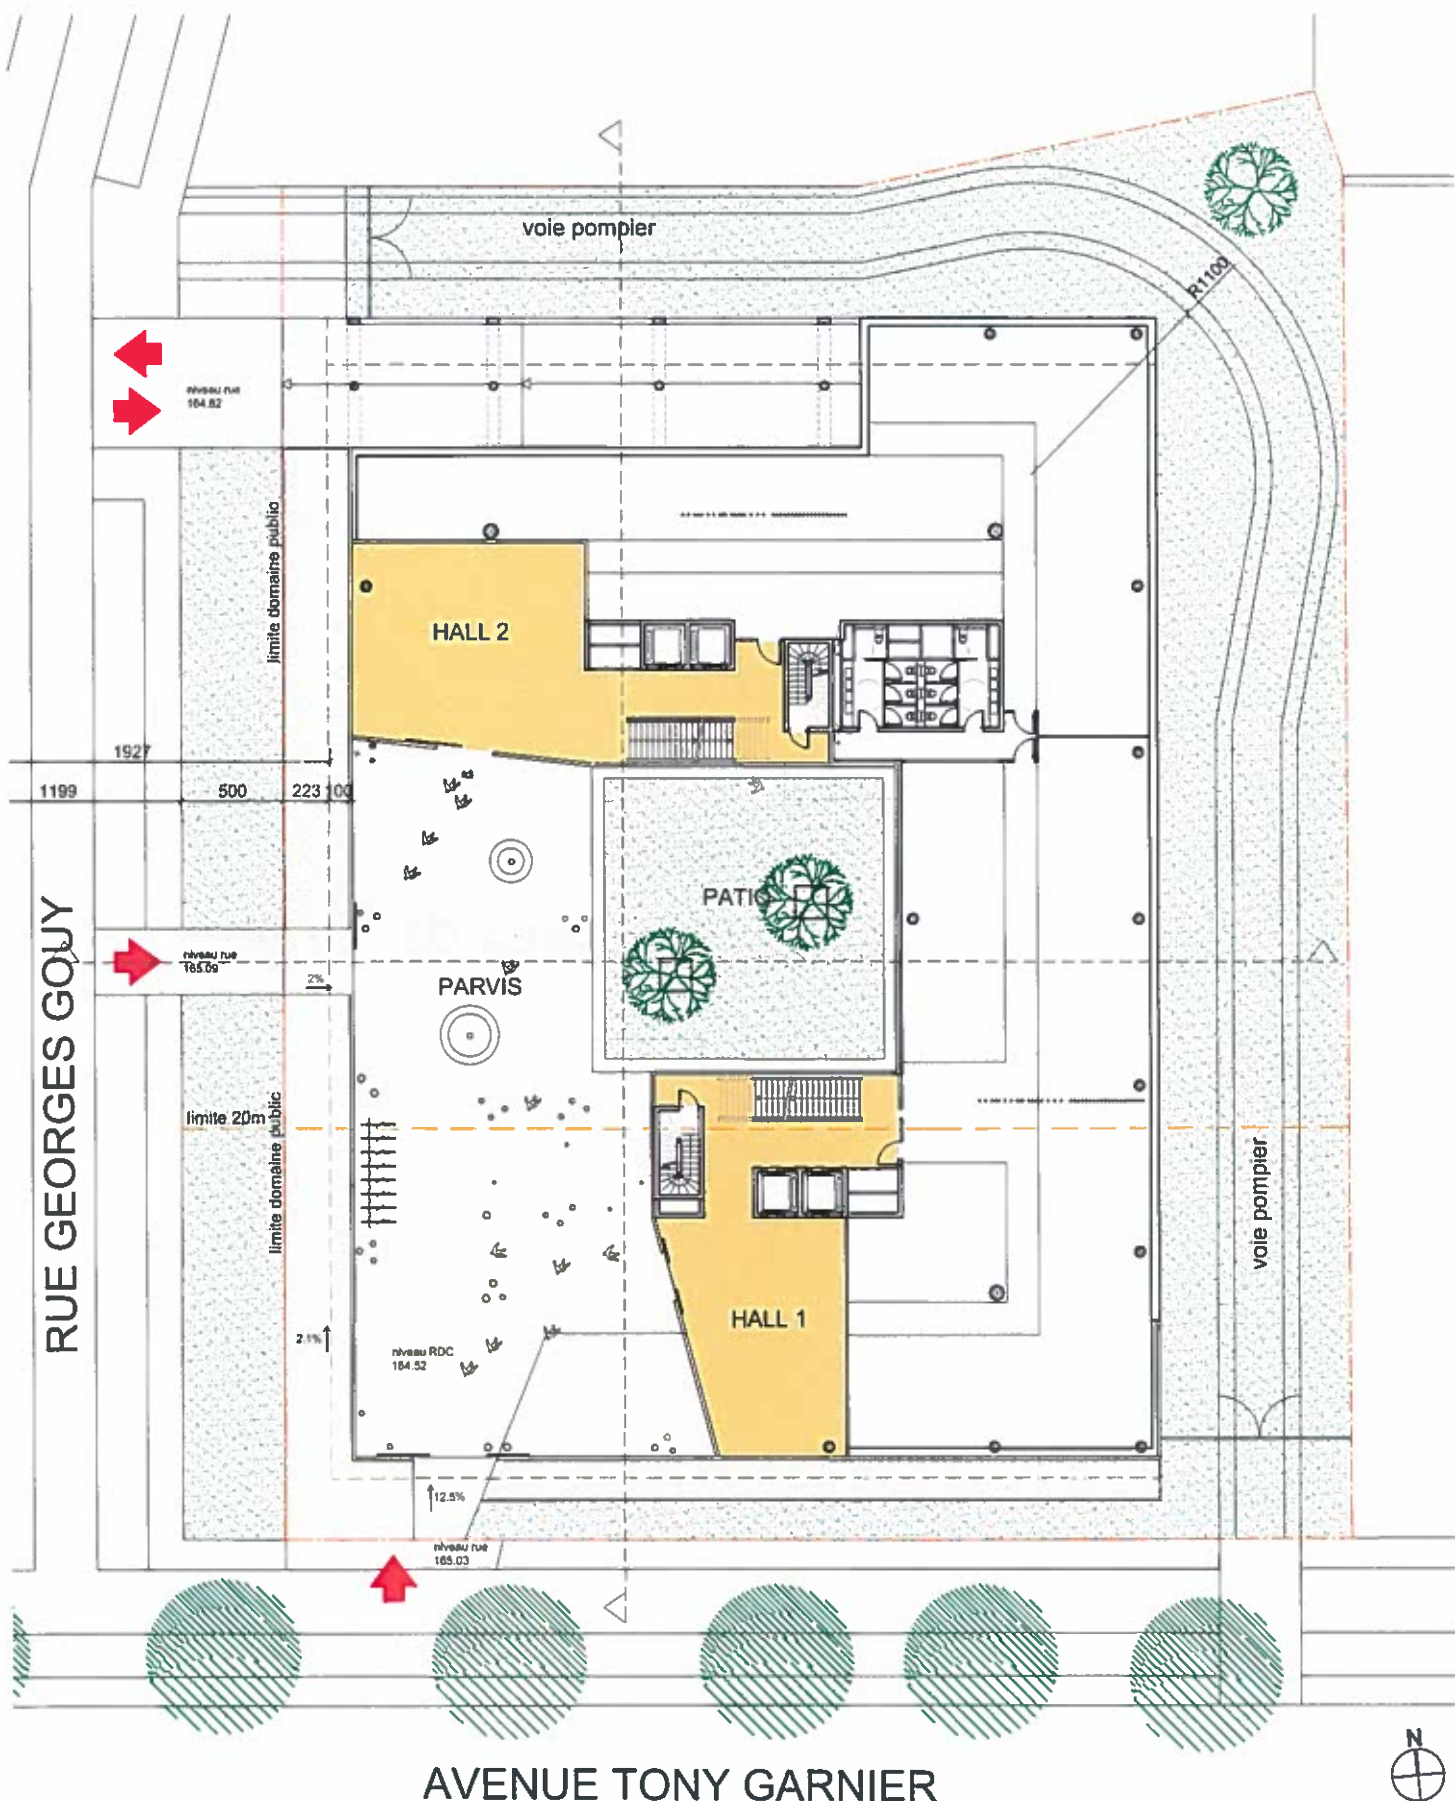 voie pompier
R1100
niveau rue
164.82
limite domaine public
HALL 2
1927
1199
500
223
100
PATIO
niveau rue
165.09
2%
PARVIS
RUE GEORGES GOUY
limite 20m
limite domaine public
voie pompier
HALL 1
2.1%
niveau RDC
164.52
12.5%
niveau rue
165.03
N
AVENUE TONY GARNIER